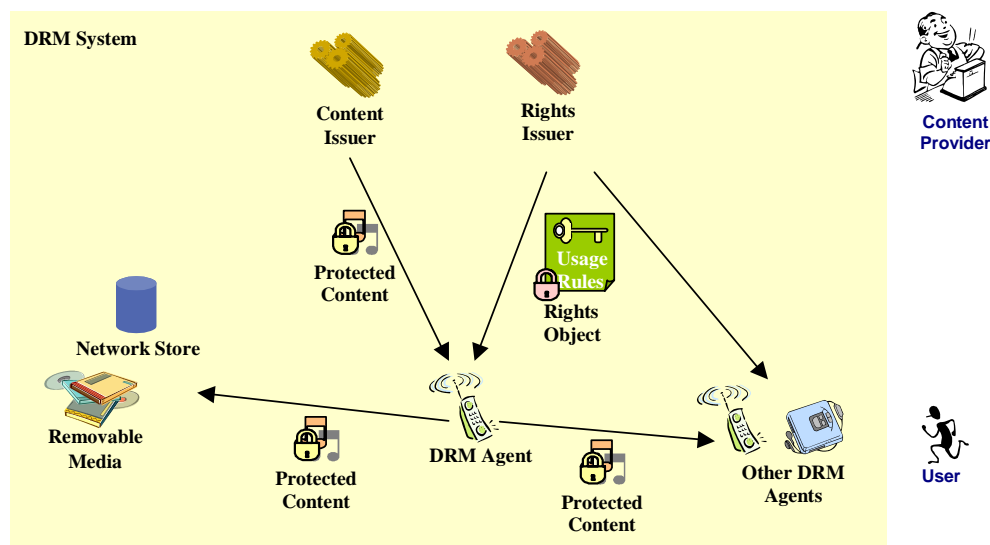 DRM System
Content
Issuer
Rights
Issuer
Content
Provider
Protected
Content
Usage
Rules
Rights
Object
Network Store
Removable
Media
Protected
Content
DRM Agent
Protected
Content
Other DRM
Agents
User